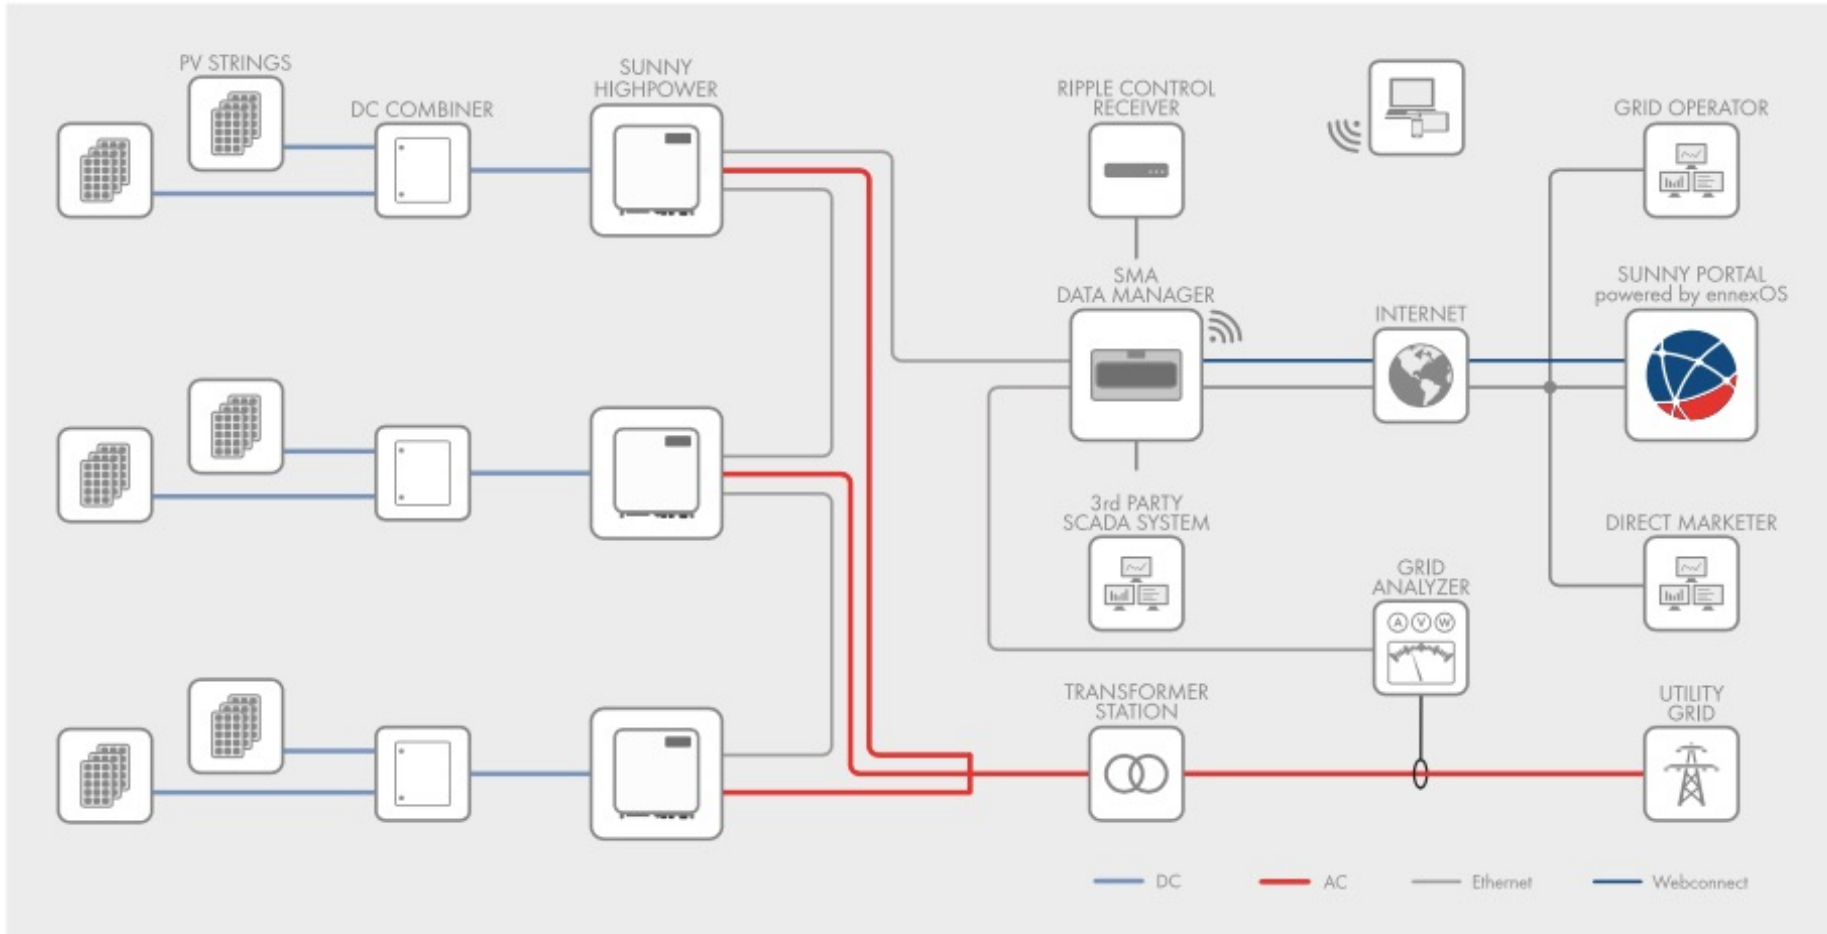 PV STRINGS
DC COMBINER
SUNNY
HIGHPOWER
RIPPLE CONTROL
RECEIVER
GRID OPERATOR
SMA
DATA MANAGER
INTERNET
SUNNY PORTAL
powered by ennexOS
3rd PARTY
SCADA SYSTEM
DIRECT MARKETER
GRID
ANALYZER
A V W
TRANSFORMER
STATION
UTILITY
GRID
DC
AC
Ethernet
Webconnect